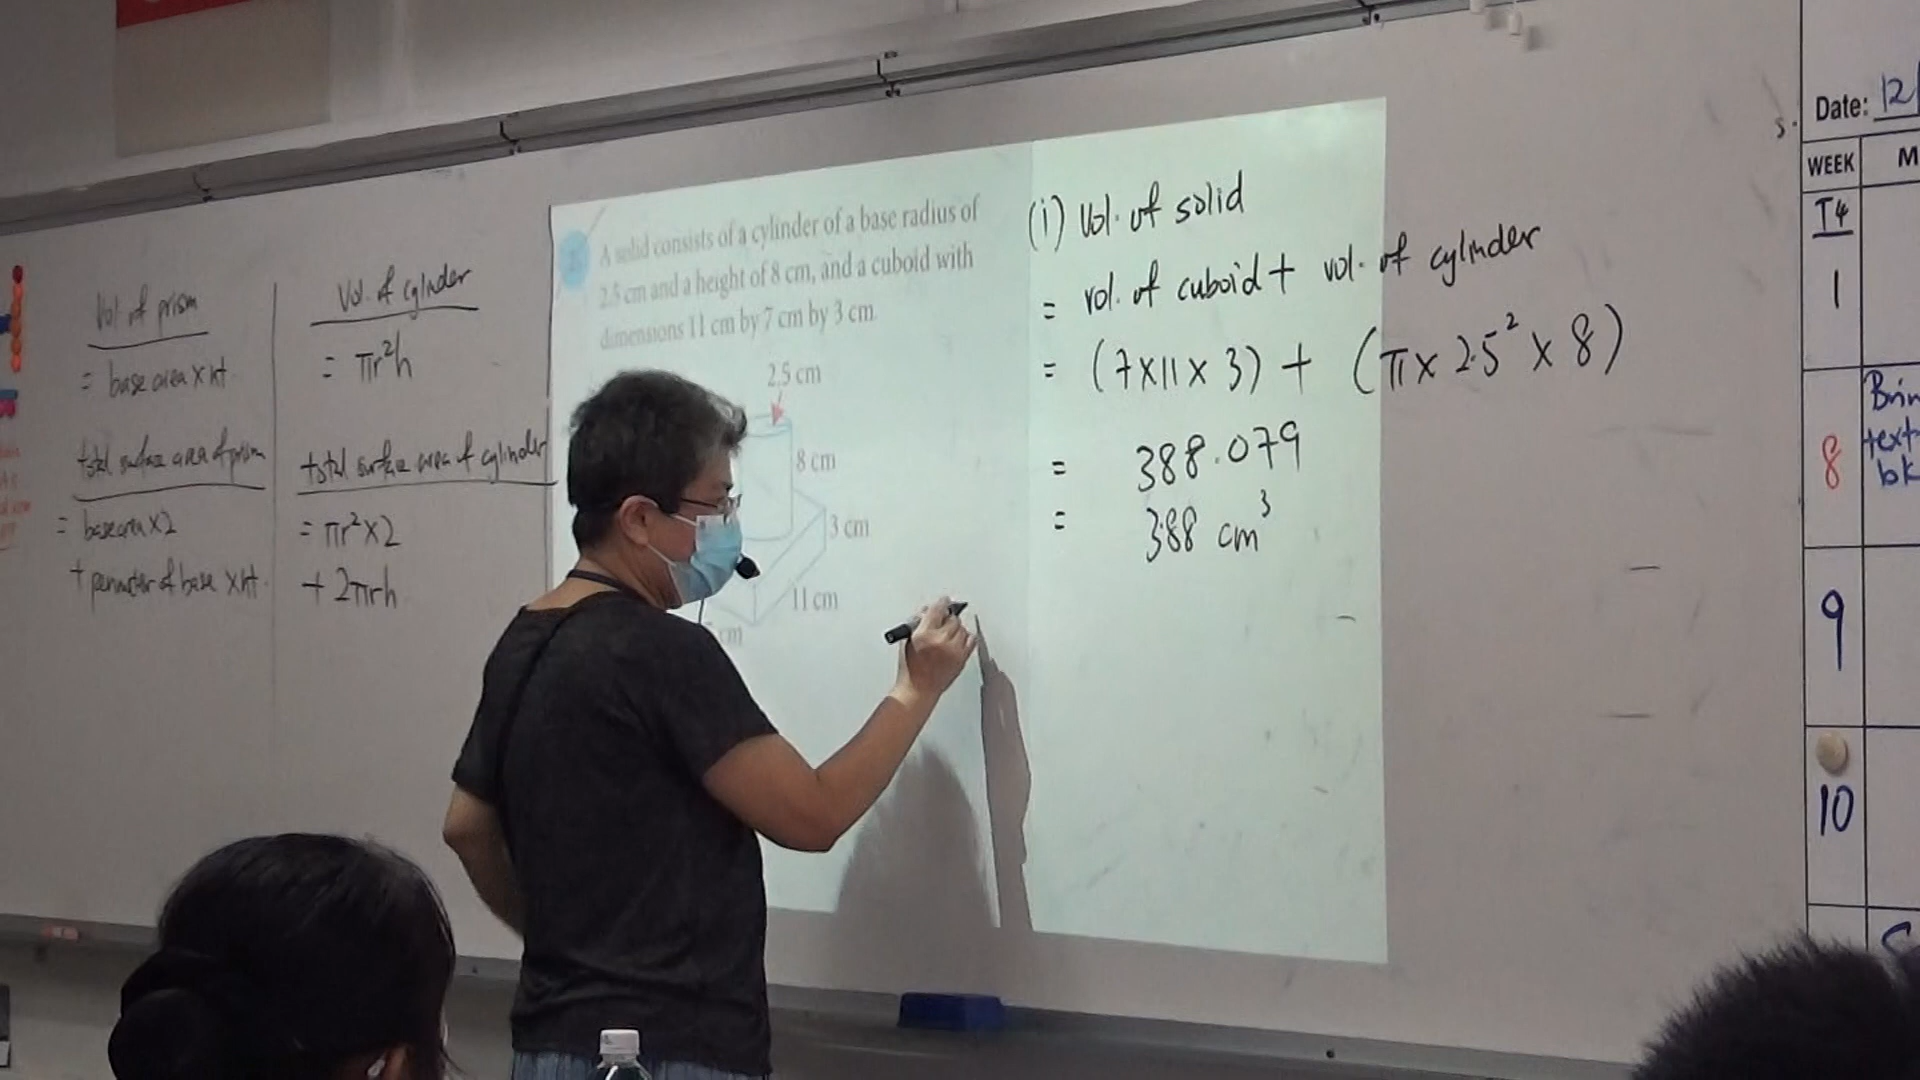 Vol of prism
= base area x ht.
total surface area of prism
= base area x 2
+ perimeter of base x ht.
Vol. of cylinder
= πr²h
total surface area of cylinder
= πr² x 2
+ 2πrh
A solid consists of a cylinder of a base radius of
2.5 cm and a height of 8 cm, and a cuboid with
dimensions 11 cm by 7 cm by 3 cm.
2.5 cm
8 cm
3 cm
11 cm
cm
(i) Vol. of solid
= vol. of cuboid + vol. of cylinder
= (7x11x3) + (π x 2.5² x 8)
= 388.079
= 388 cm³
Date: 12/
WEEK M
T4
1
8
Brin
text
bk
9
10